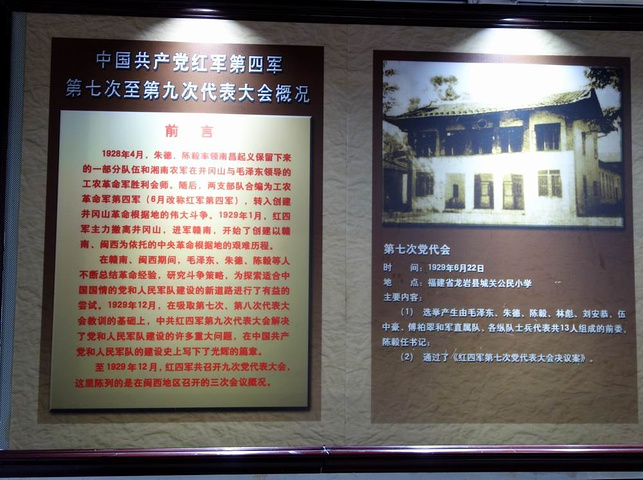 中国共产党红军第四军
第七次至第九次代表大会概况
前 言
1928年4月，朱德、陈毅率领南昌起义保留下来
的一部分队伍和湘南农军在井冈山与毛泽东领导的
工农革命军胜利会师。随后，两支部队合编为工农
革命军第四军（6月改称红军第四军），转入创建
井冈山革命根据地的伟大斗争。1929年1月，红四
军主力撤离井冈山，进军赣南，开始了创建以赣
南、闽西为依托的中央革命根据地的艰难历程。
在赣南、闽西期间，毛泽东、朱德、陈毅等人
不断总结革命经验，研究斗争策略，为探索适合中
国国情的党和人民军队建设的新道路进行了有益的
尝试，1929年12月，在吸取第七次、第八次代表大
会教训的基础上，中共红四军第九次代表大会解决
了党和人民军队建设的许多重大问题，在中国共产
党和人民军队的建设史上写下了光辉的篇章。
至1929年12月，红四军共召开九次党代表大会，
这里陈列的是在闽西地区召开的三次会议概况。
第七次党代会
时 间：1929年6月22日
地 点：福建省龙岩县城关公民小学
主要内容：
（1） 选举产生由毛泽东、朱德、陈毅、林彪、刘安恭、伍
中豪、傅柏翠和军直属队、各纵队士兵代表共13人组成的前委，
陈毅任书记；
（2） 通过了《红四军第七次党代表大会决议案》。